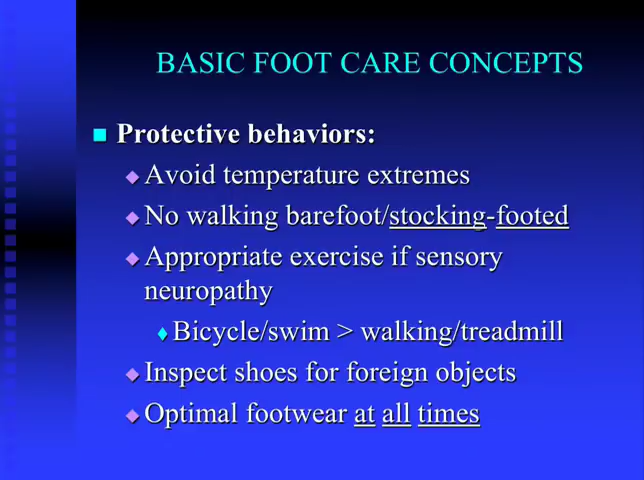 BASIC FOOT CARE CONCEPTS
Protective behaviors:
Avoid temperature extremes
No walking barefoot/stocking-footed
Appropriate exercise if sensory
neuropathy
Bicycle/swim > walking/treadmill
Inspect shoes for foreign objects
Optimal footwear at all times